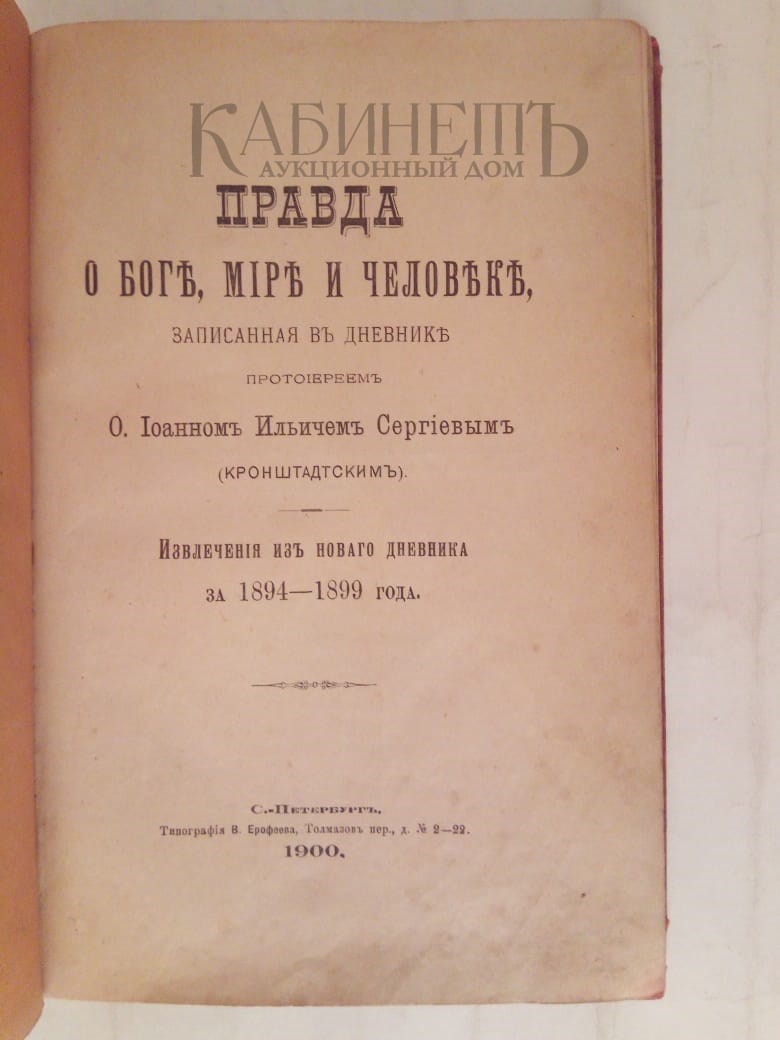 КАБИНЕТЪ
АУКЦИОННЫЙ ДОМ
ПРАВДА
О БОГѢ, МІРѢ И ЧЕЛОВѢКѢ,
ЗАПИСАННАЯ ВЪ ДНЕВНИКѢ
ПРОТОІЕРЕЕМЪ
О. Іоанномъ Ильичемъ Сергіевымъ
(КРОНШТАДТСКИМЪ).
Извлеченія изъ новаго дневника
за 1894—1899 года.
С.-Петербургъ.
Типографія В. Ерофеева, Толмазовъ пер., д. № 2—22.
1900.